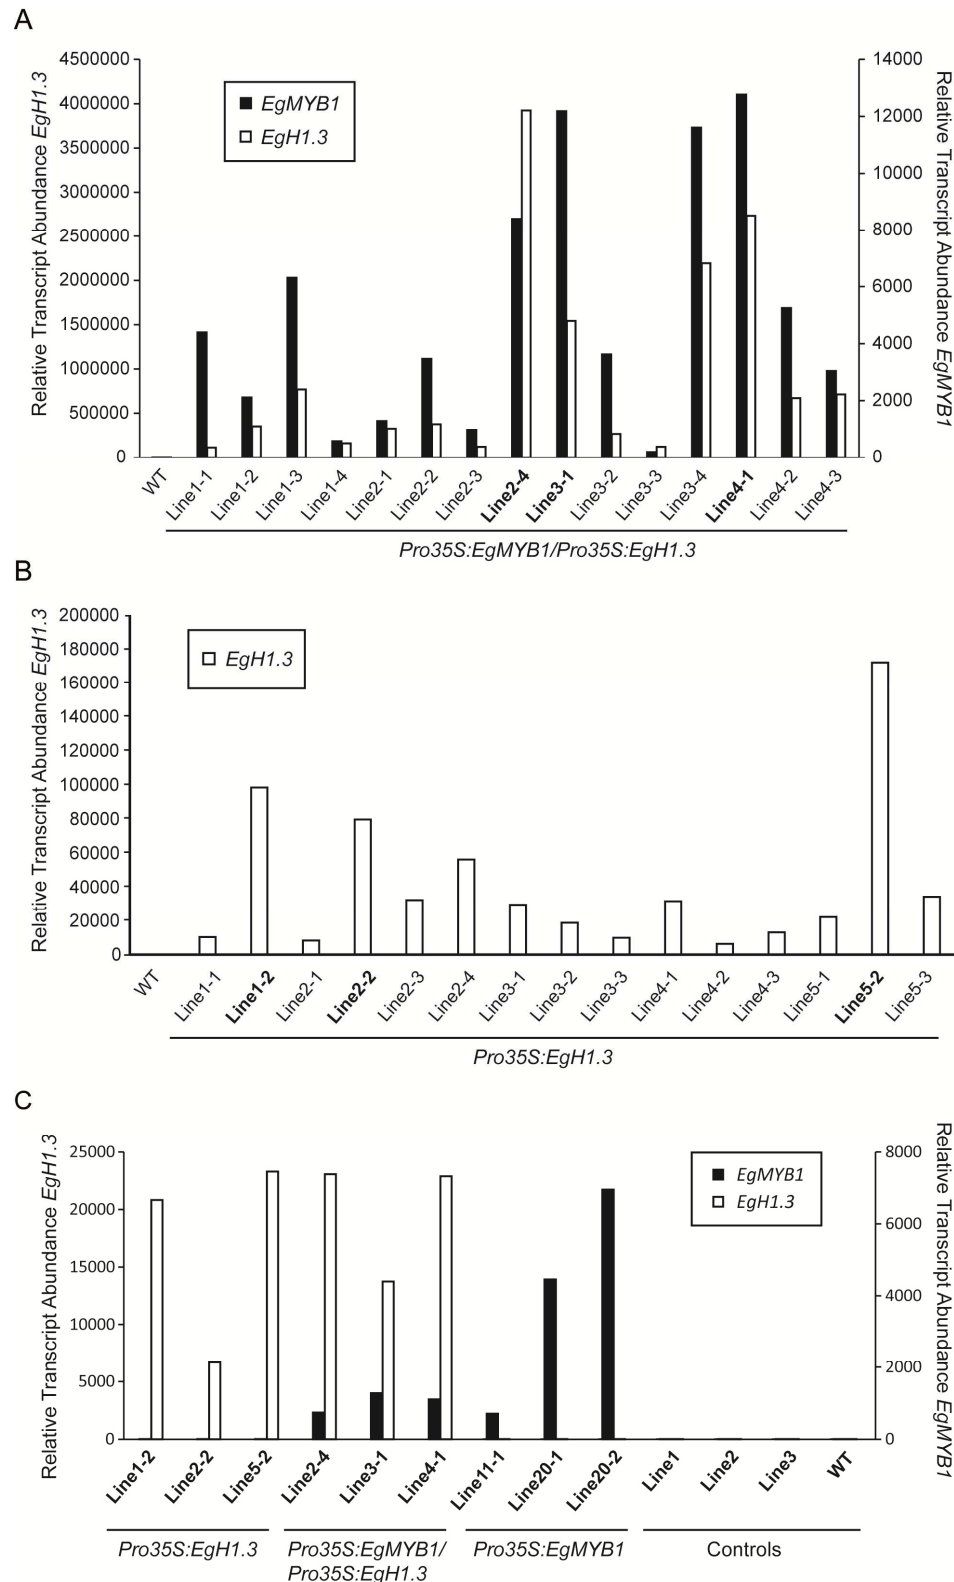 A
Relative Transcript Abundance EgH1.3
4500000
4000000
3500000
3000000
2500000
2000000
1500000
1000000
500000
0
EgMYB1
EgH1.3
14000
12000
10000
8000
6000
4000
2000
0
Relative Transcript Abundance EgMYB1
WT
Line1-1
Line1-2
Line1-3
Line1-4
Line2-1
Line2-2
Line2-3
Line2-4
Line3-1
Line3-2
Line3-3
Line3-4
Line4-1
Line4-2
Line4-3
Pro35S:EgMYB1/Pro35S:EgH1.3
B
Relative Transcript Abundance EgH1.3
200000
180000
160000
140000
120000
100000
80000
60000
40000
20000
0
EgH1.3
WT
Line1-1
Line1-2
Line2-1
Line2-2
Line2-3
Line2-4
Line3-1
Line3-2
Line3-3
Line4-1
Line4-2
Line4-3
Line5-1
Line5-2
Line5-3
Pro35S:EgH1.3
C
Relative Transcript Abundance EgH1.3
25000
20000
15000
10000
5000
0
EgMYB1
EgH1.3
8000
6000
4000
2000
0
Relative Transcript Abundance EgMYB1
Line1-2
Line2-2
Line5-2
Line2-4
Line3-1
Line4-1
Line11-1
Line20-1
Line20-2
Line1
Line2
Line3
WT
Pro35S:EgH1.3
Pro35S:EgMYB1/
Pro35S:EgH1.3
Pro35S:EgMYB1
Controls